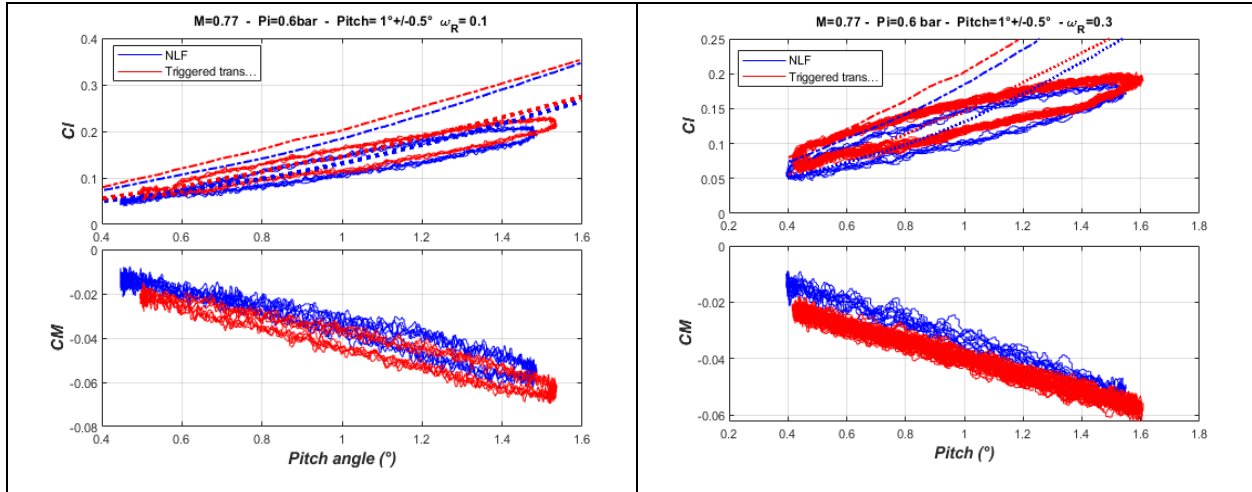 M=0.77 - Pi=0.6bar - Pitch= 1°+/-0.5° ωR= 0.1
0.4
0.3
0.2
0.1
0
Cl
NLF
Triggered trans…
0.4 0.6 0.8 1 1.2 1.4 1.6
0
-0.02
-0.04
-0.06
-0.08
CM
0.4 0.6 0.8 1 1.2 1.4 1.6
Pitch angle (°)
M=0.77 - Pi=0.6 bar - Pitch=1°+/-0.5° - ωR=0.3
0.25
0.2
0.15
0.1
0.05
0
Cl
NLF
Triggered trans…
0.2 0.4 0.6 0.8 1 1.2 1.4 1.6 1.8
0
-0.02
-0.04
-0.06
CM
0.2 0.4 0.6 0.8 1 1.2 1.4 1.6 1.8
Pitch (°)